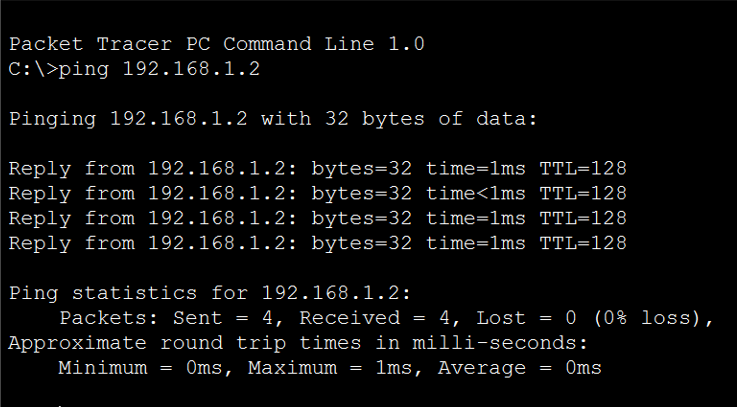 Packet Tracer PC Command Line 1.0
C:\>ping 192.168.1.2
Pinging 192.168.1.2 with 32 bytes of data:
Reply from 192.168.1.2: bytes=32 time=1ms TTL=128
Reply from 192.168.1.2: bytes=32 time<1ms TTL=128
Reply from 192.168.1.2: bytes=32 time=1ms TTL=128
Reply from 192.168.1.2: bytes=32 time=1ms TTL=128
Ping statistics for 192.168.1.2:
Packets: Sent = 4, Received = 4, Lost = 0 (0% loss),
Approximate round trip times in milli-seconds:
Minimum = 0ms, Maximum = 1ms, Average = 0ms